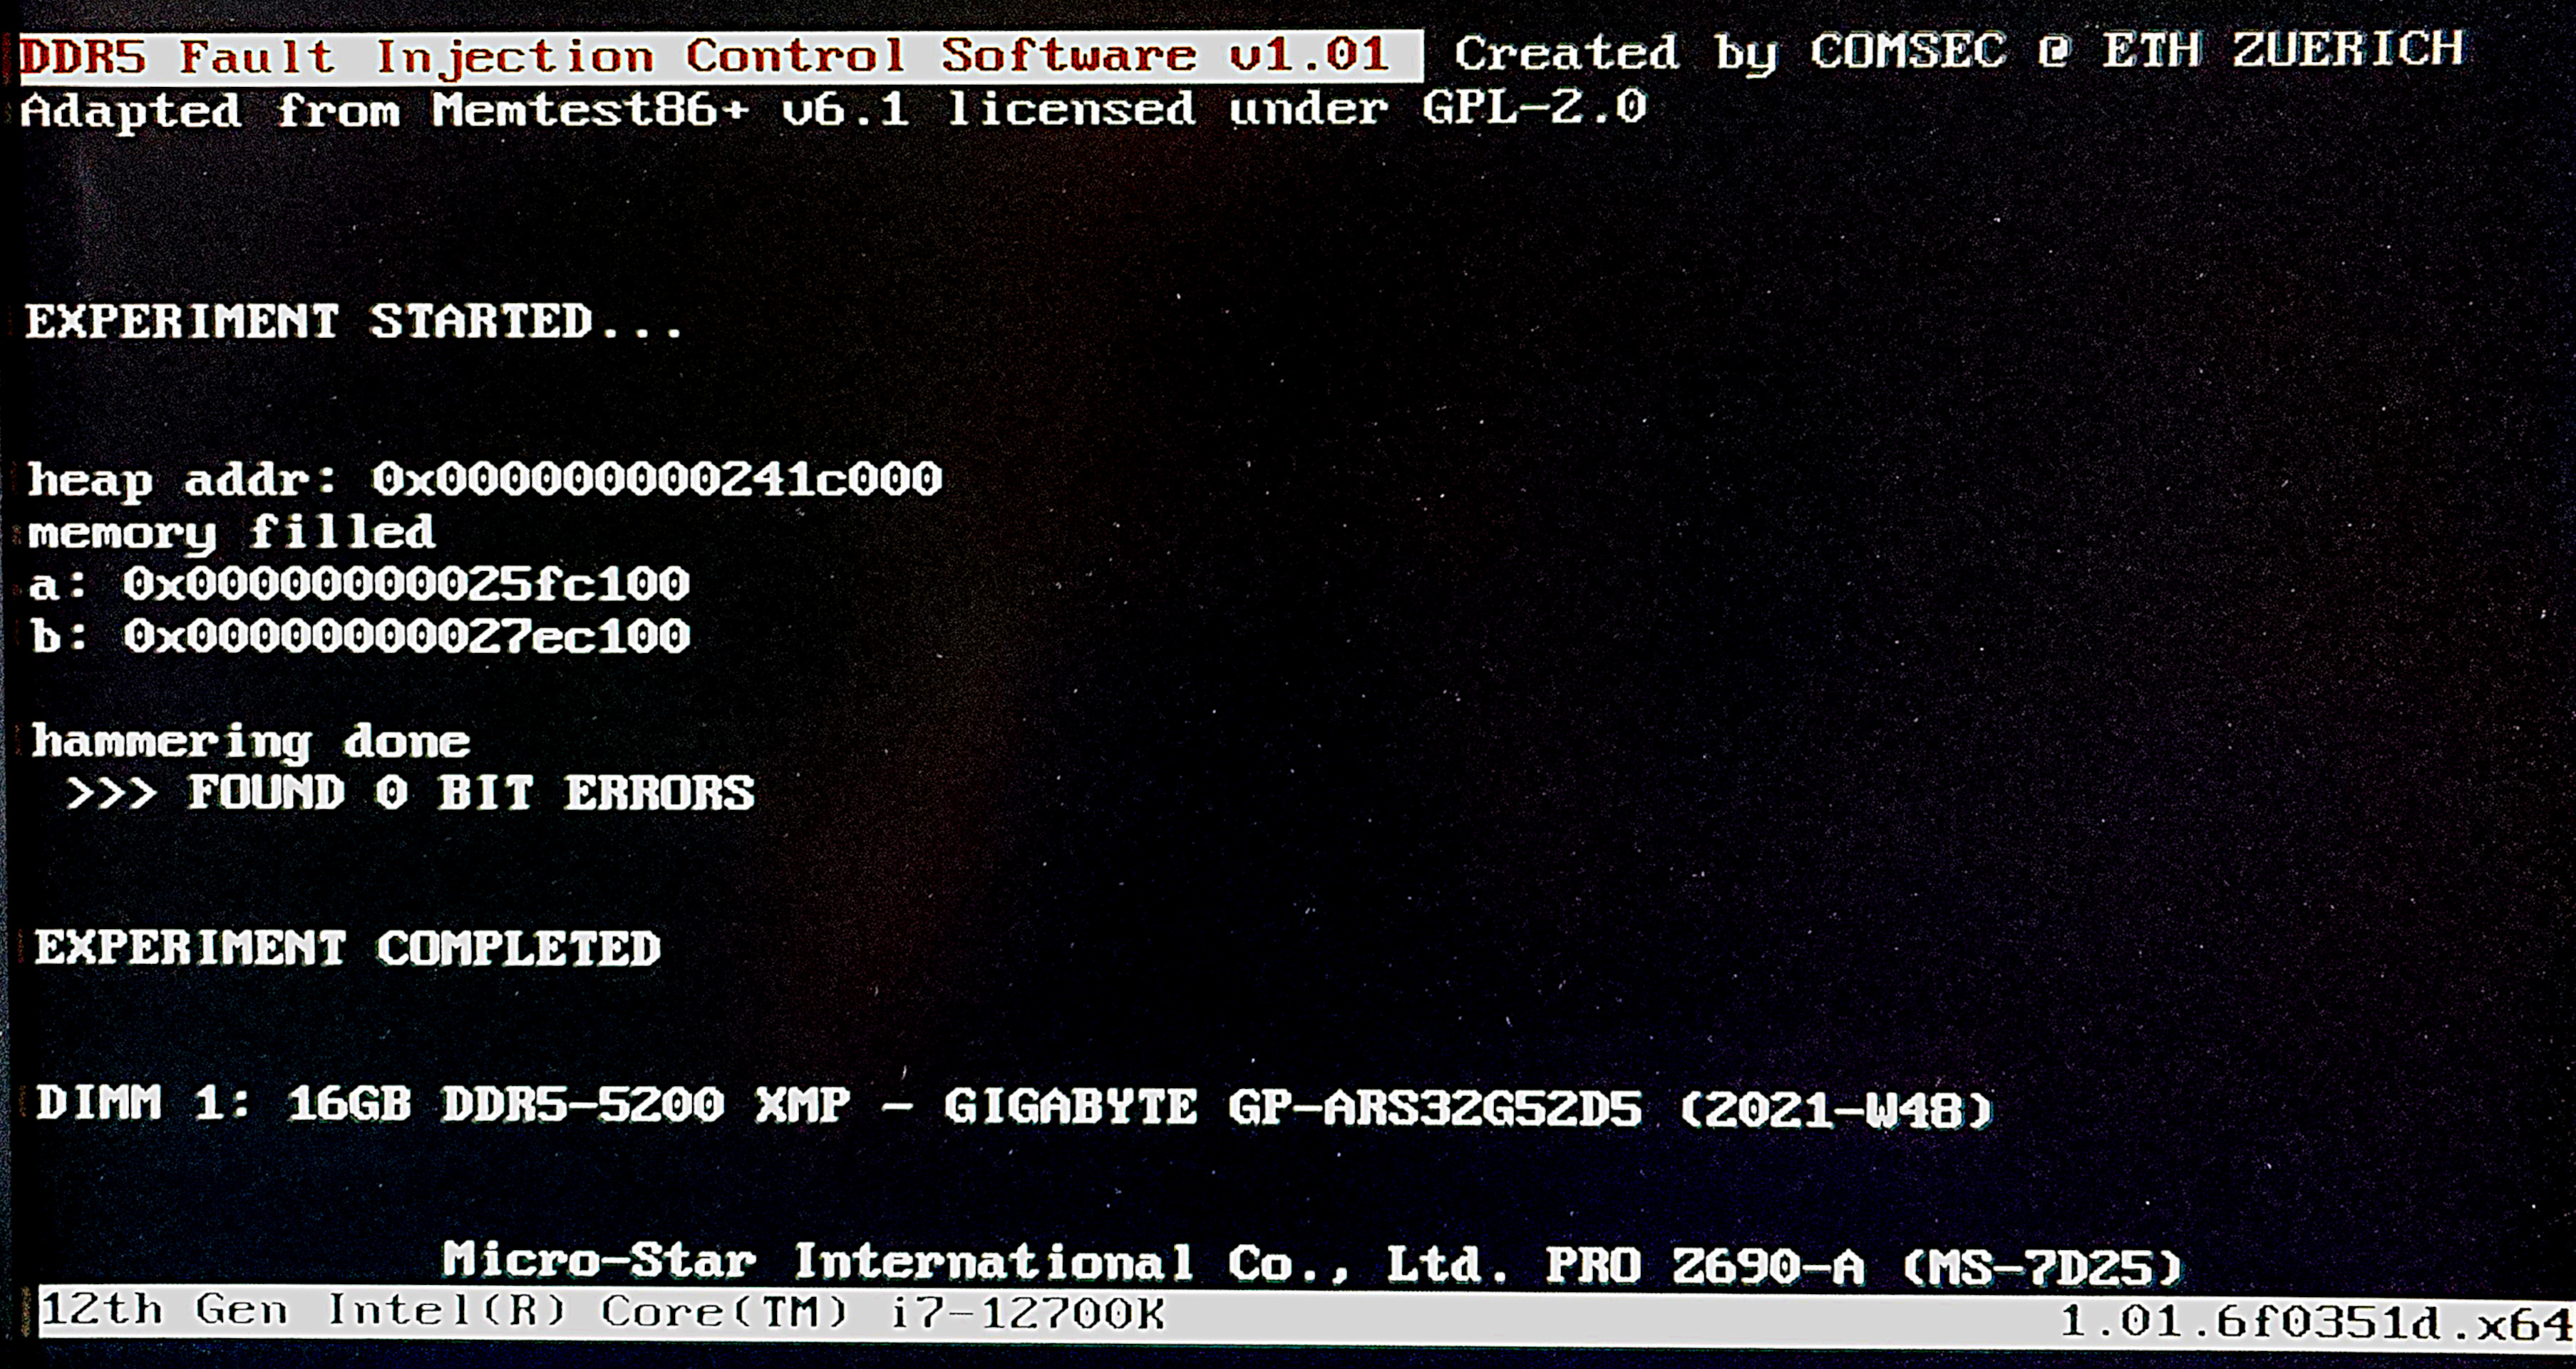 DDR5 Fault Injection Control Software v1.01 Created by COMSEC @ ETH ZUERICH
Adapted from Memtest86+ v6.1 licensed under GPL-2.0
EXPERIMENT STARTED...
heap addr: 0x000000000241c000
memory filled
a: 0x00000000025fc100
b: 0x00000000027ec100
hammering done
>>> FOUND 0 BIT ERRORS
EXPERIMENT COMPLETED
DIMM 1: 16GB DDR5-5200 XMP - GIGABYTE GP-ARS32G52D5 (2021-W48)
Micro-Star International Co., Ltd. PRO Z690-A (MS-7D25)
12th Gen Intel(R) Core(TM) i7-12700K 1.01.6f0351d.x64